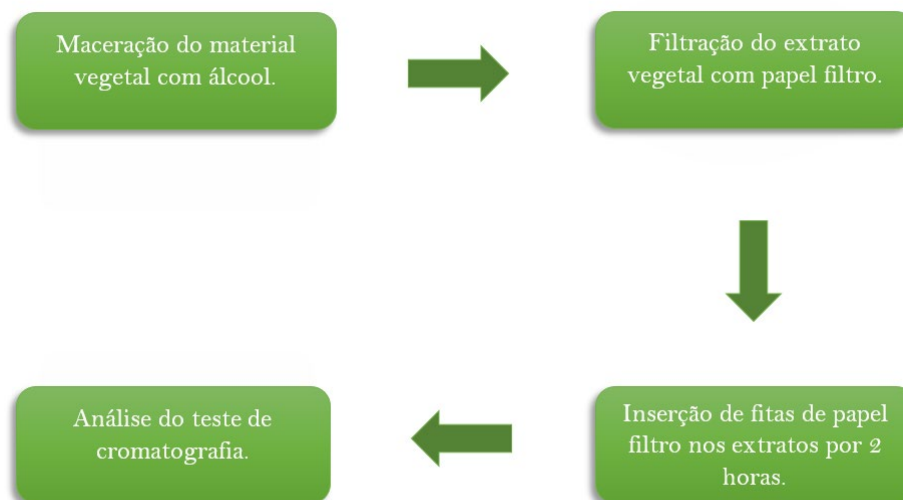 Maceração do material
vegetal com álcool.
Filtração do extrato
vegetal com papel filtro.
Inserção de fitas de papel
filtro nos extratos por 2
horas.
Análise do teste de
cromatografia.